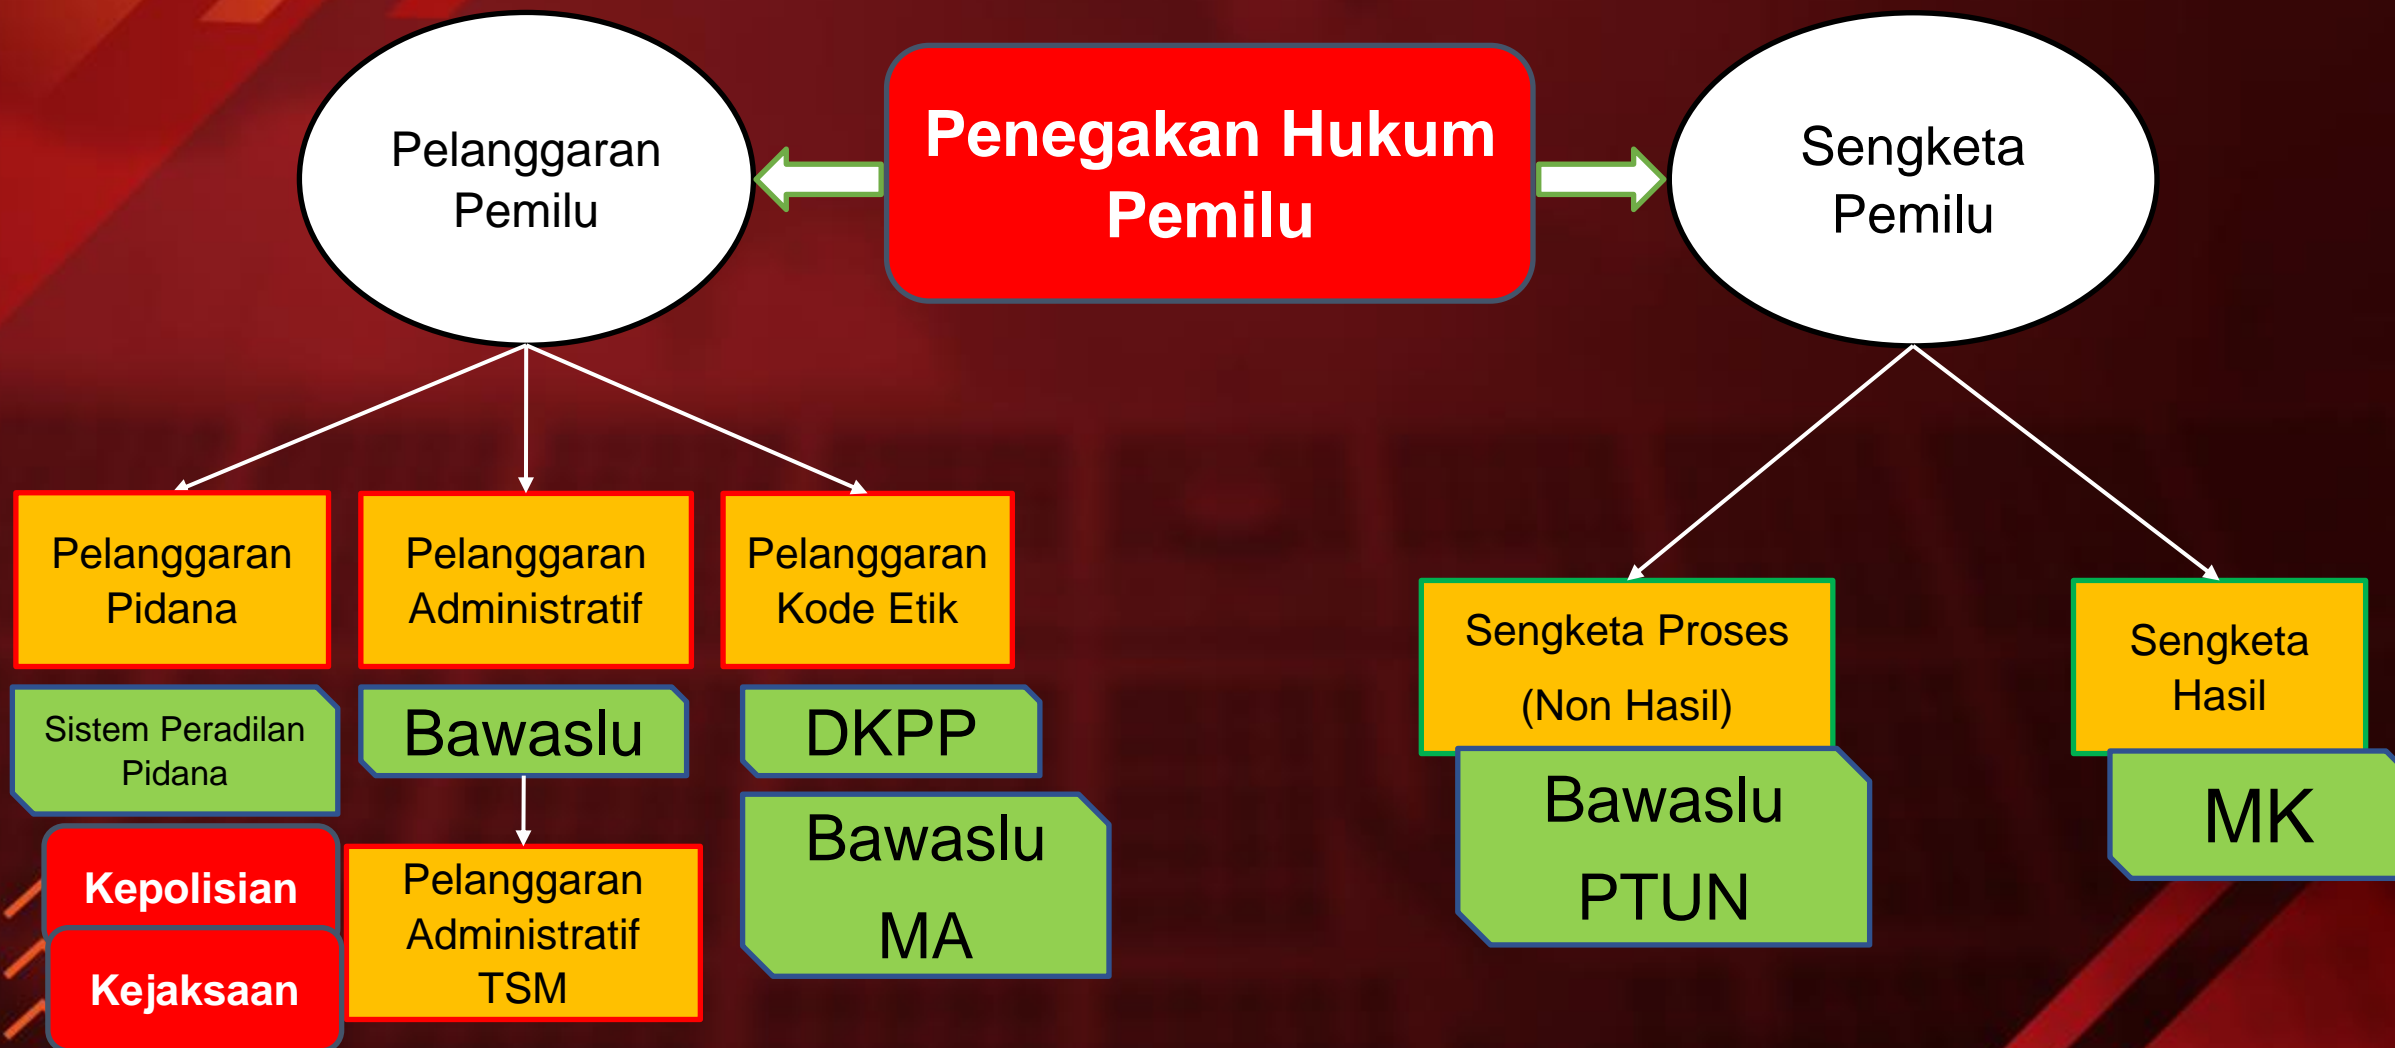 Penegakan Hukum
Pemilu
Pelanggaran
Pemilu
Sengketa
Pemilu
Pelanggaran
Pidana
Sistem Peradilan
Pidana
Kepolisian
Kejaksaan
Pelanggaran
Administratif
Bawaslu
Pelanggaran
Administratif
TSM
Pelanggaran
Kode Etik
DKPP
Bawaslu
MA
Sengketa Proses
(Non Hasil)
Bawaslu
PTUN
Sengketa
Hasil
MK